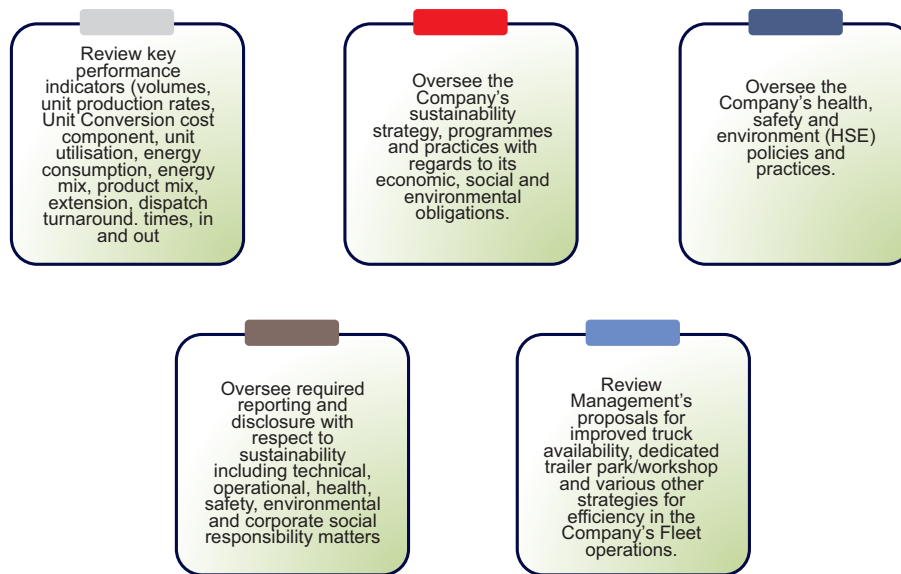 Review key
performance
indicators (volumes,
unit production rates,
Unit Conversion cost
component, unit
utilisation, energy
consumption, energy
mix, product mix,
extension, dispatch
turnaround. times, in
and out
Oversee the
Company’s
sustainability
strategy, programmes
and practices with
regards to its
economic, social and
environmental
obligations.
Oversee the
Company’s health,
safety and
environment (HSE)
policies and
practices.
Oversee required
reporting and
disclosure with
respect to
sustainability
including technical,
operational, health,
safety, environmental
and corporate social
responsibility matters
Review
Management’s
proposals for
improved truck
availability, dedicated
trailer park/workshop
and various other
strategies for
efficiency in the
Company’s Fleet
operations.